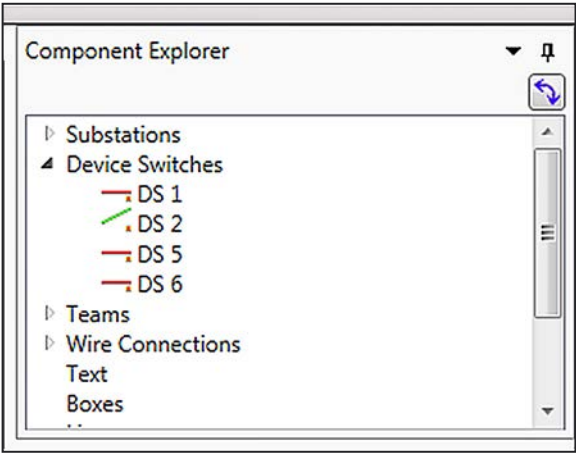 Component Explorer
Substations
Device Switches
DS 1
DS 2
DS 5
DS 6
Teams
Wire Connections
Text
Boxes